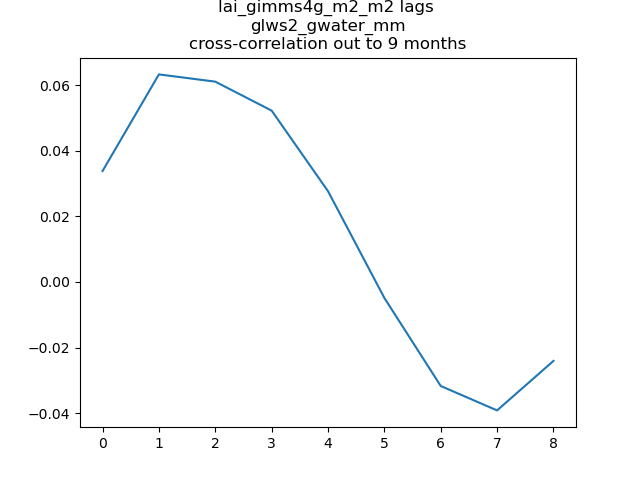 lai_gimms4g_m2_m2 lags
glws2_gwater_mm
cross-correlation out to 9 months
0.06
0.04
0.02
0.00
−0.02
−0.04
0 1 2 3 4 5 6 7 8